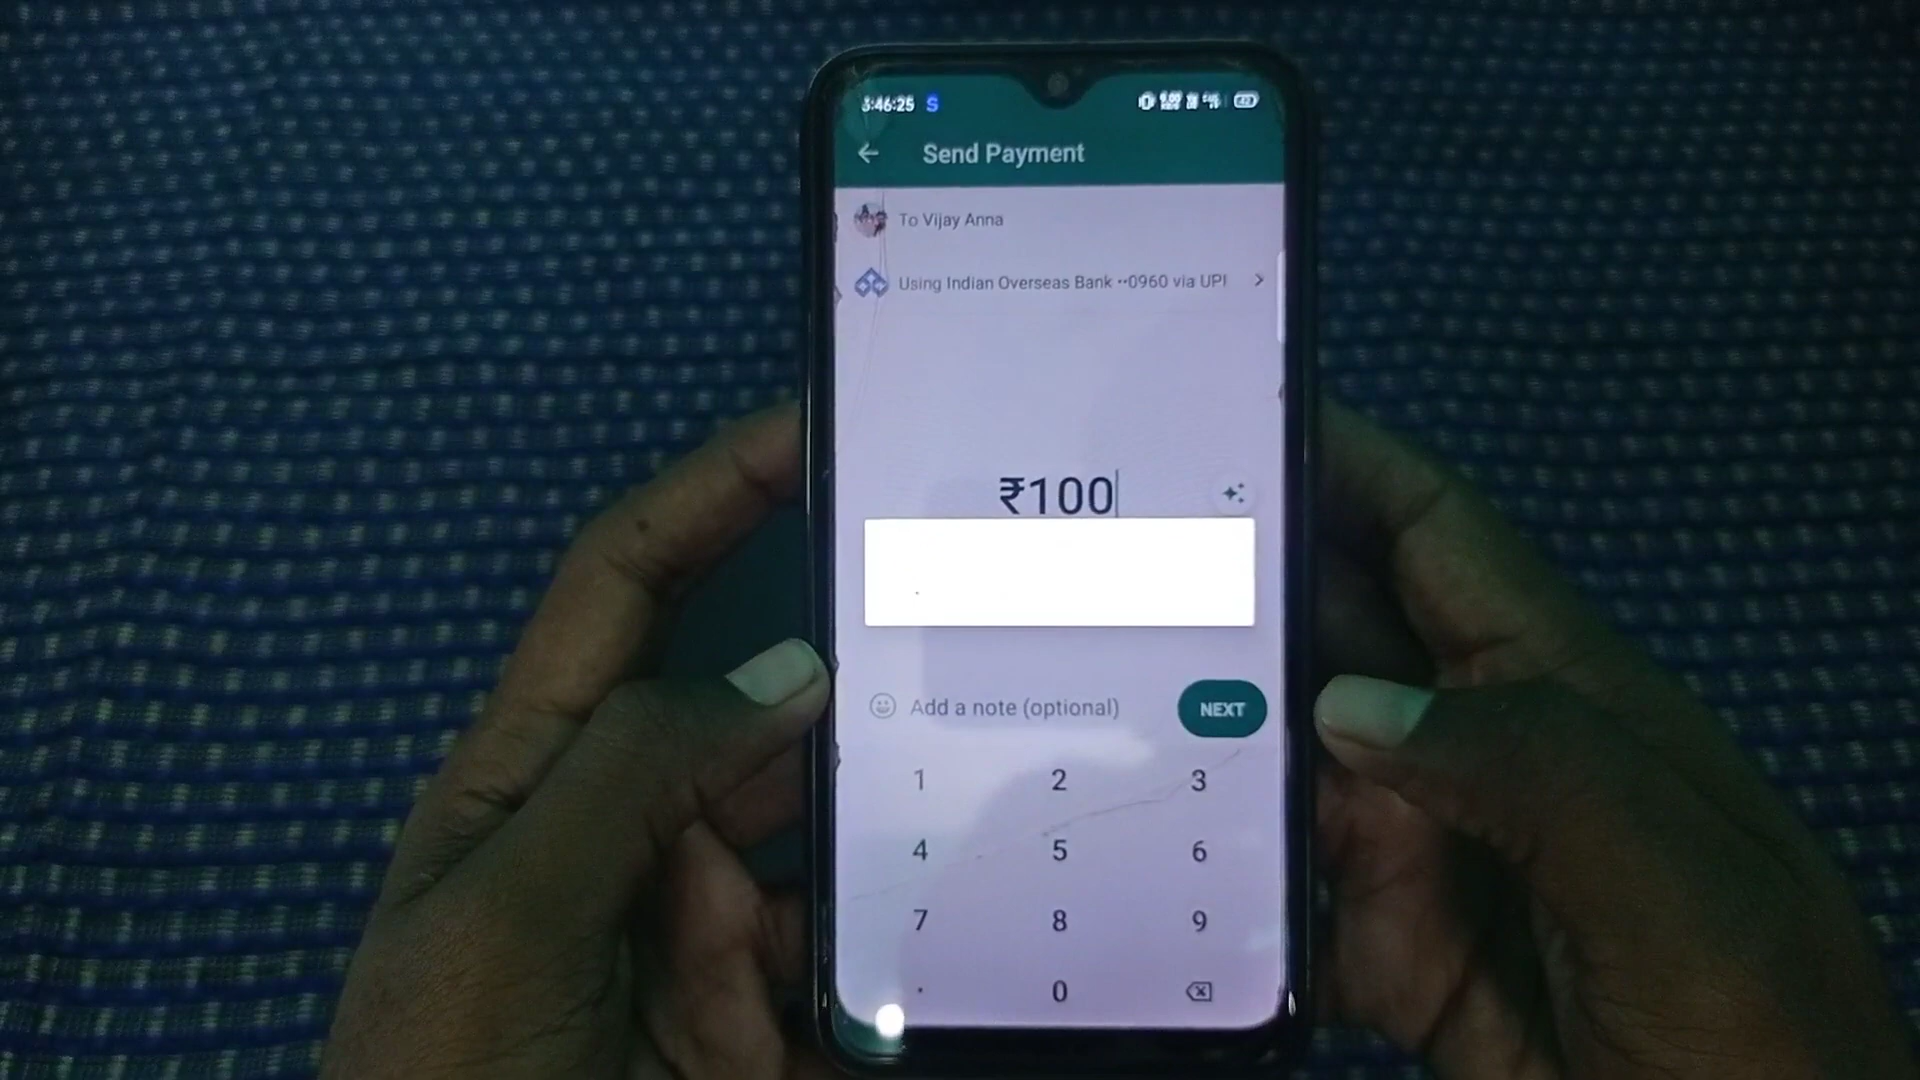 3:46:25 S
Send Payment
To Vijay Anna
Using Indian Overseas Bank ··0960 via UPI
₹100
Add a note (optional)
NEXT
1 2 3
4 5 6
7 8 9
. 0